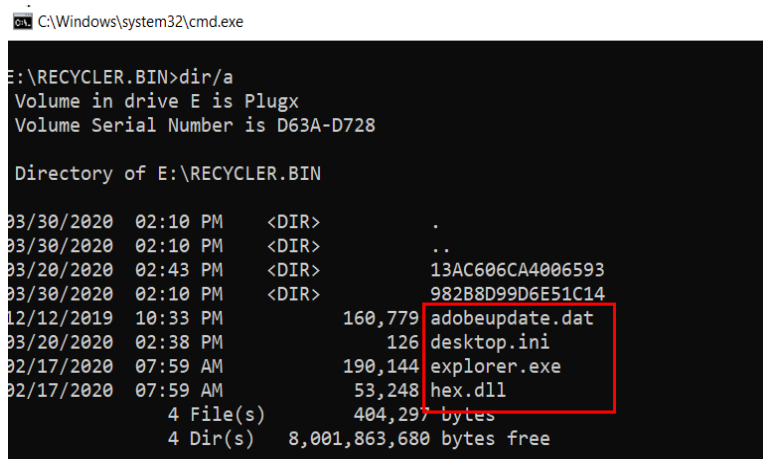 C:\Windows\system32\cmd.exe
E:\RECYCLER.BIN>dir/a
Volume in drive E is Plugx
Volume Serial Number is D63A-D728
Directory of E:\RECYCLER.BIN
03/30/2020 02:10 PM <DIR> .
03/30/2020 02:10 PM <DIR> ..
03/20/2020 02:43 PM <DIR> 13AC606CA4006593
03/30/2020 02:10 PM <DIR> 982B8D99D6E51C14
12/12/2019 10:33 PM 160,779 adobeupdate.dat
03/20/2020 02:38 PM 126 desktop.ini
02/17/2020 07:59 AM 190,144 explorer.exe
02/17/2020 07:59 AM 53,248 hex.dll
4 File(s) 404,297 bytes
4 Dir(s) 8,001,863,680 bytes free